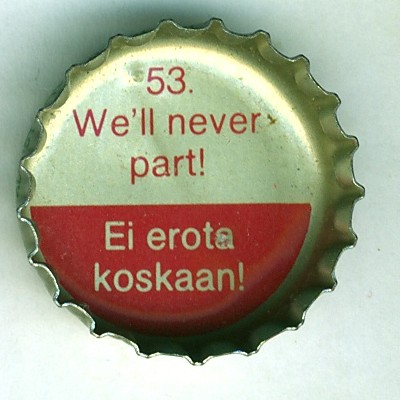 53.
We'll never
part!
Ei erota
koskaan!